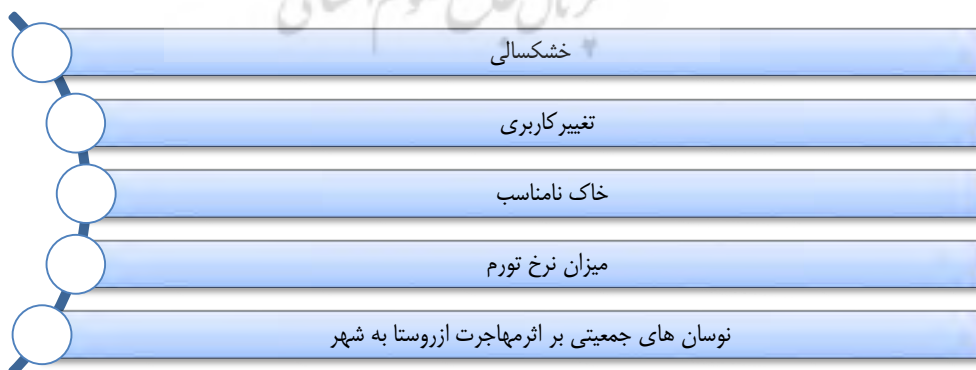 خشکسالی
تغییرکاربری
خاک نامناسب
میزان نرخ تورم
نوسان های جمعیتی بر اثرمهاجرت ازروستا به شهر